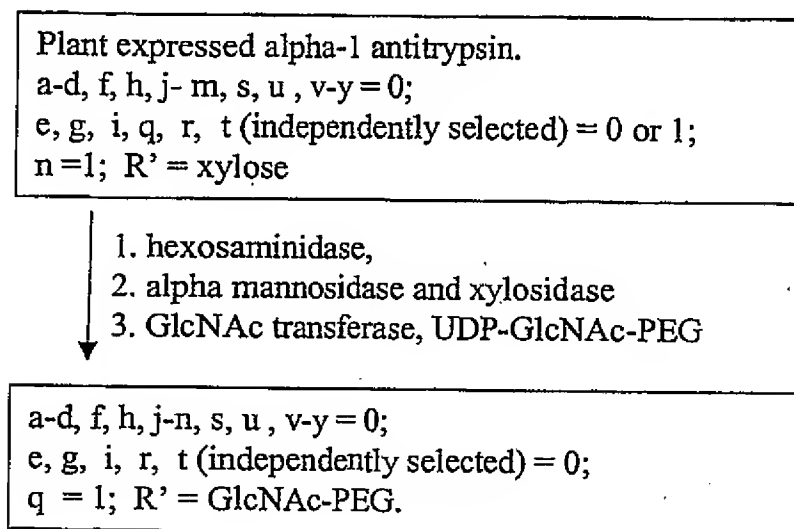 Plant expressed alpha-1 antitrypsin.
a-d, f, h, j- m, s, u , v-y = 0;
e, g, i, q, r, t (independently selected) = 0 or 1;
n =1; R’ = xylose
1. hexosaminidase,
2. alpha mannosidase and xylosidase
3. GlcNAc transferase, UDP-GlcNAc-PEG
a-d, f, h, j-n, s, u , v-y = 0;
e, g, i, r, t (independently selected) = 0;
q = 1; R’ = GlcNAc-PEG.